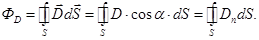 Φ_D = ∯_S D⃗ dS⃗ = ∯_S D · cos α · dS = ∯_S D_n dS.